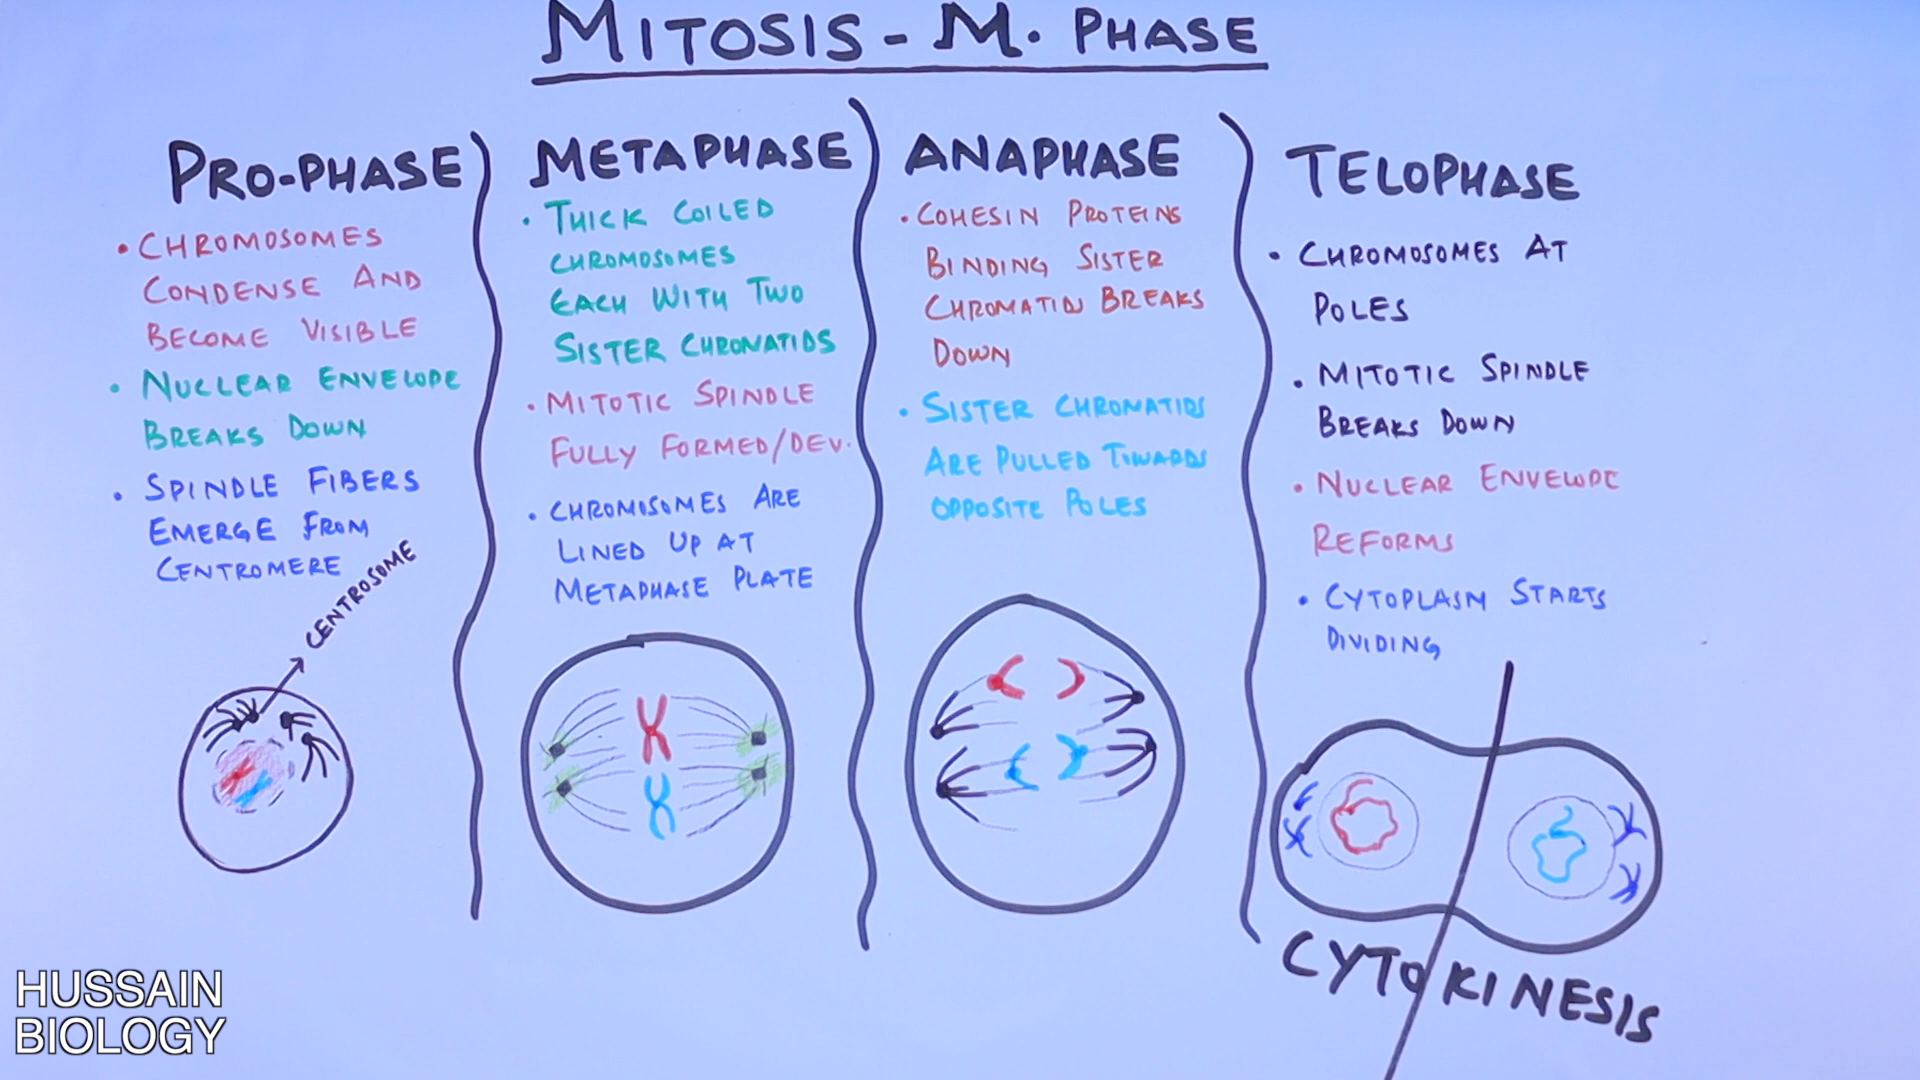 MITOSIS - M. PHASE
PRO-PHASE
• CHROMOSOMES
CONDENSE AND
BECOME VISIBLE
• NUCLEAR ENVELOPE
BREAKS DOWN
• SPINDLE FIBERS
EMERGE FROM
CENTROMERE
CENTROSOME
METAPHASE
• THICK COILED
CHROMOSOMES
EACH WITH TWO
SISTER CHROMATIDS
• MITOTIC SPINDLE
FULLY FORMED/DEV.
• CHROMOSOMES ARE
LINED UP AT
METAPHASE PLATE
ANAPHASE
• COHESIN PROTEINS
BINDING SISTER
CHROMATIN BREAKS
DOWN
• SISTER CHROMATIDS
ARE PULLED TOWARDS
OPPOSITE POLES
TELOPHASE
• CHROMOSOMES AT
POLES
• MITOTIC SPINDLE
BREAKS DOWN
• NUCLEAR ENVELOPE
REFORMS
• CYTOPLASM STARTS
DIVIDING
CYTOKINESIS
HUSSAIN
BIOLOGY